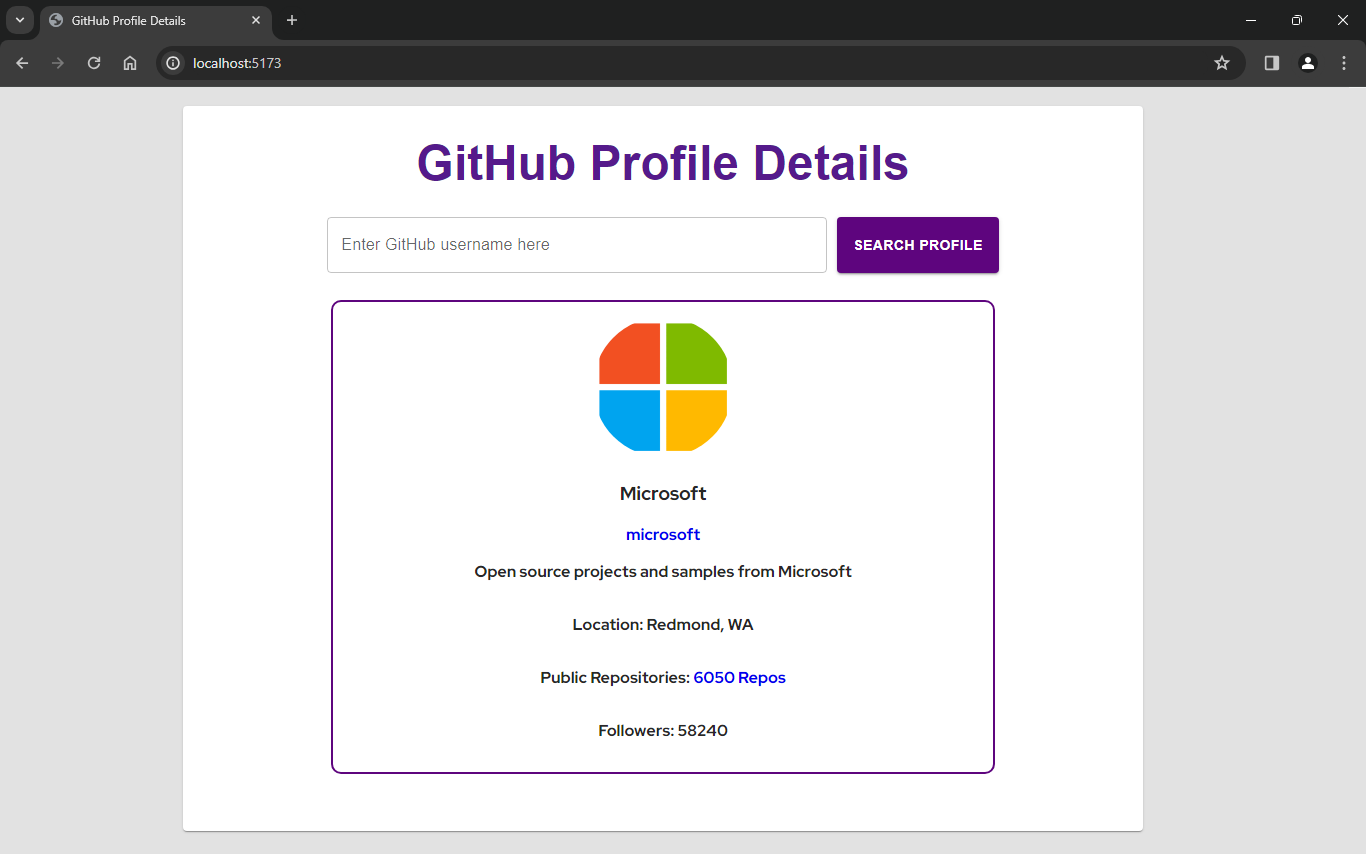 GitHub Profile Details
localhost:5173
GitHub Profile Details
Enter GitHub username here
SEARCH PROFILE
Microsoft
microsoft
Open source projects and samples from Microsoft
Location: Redmond, WA
Public Repositories: 6050 Repos
Followers: 58240